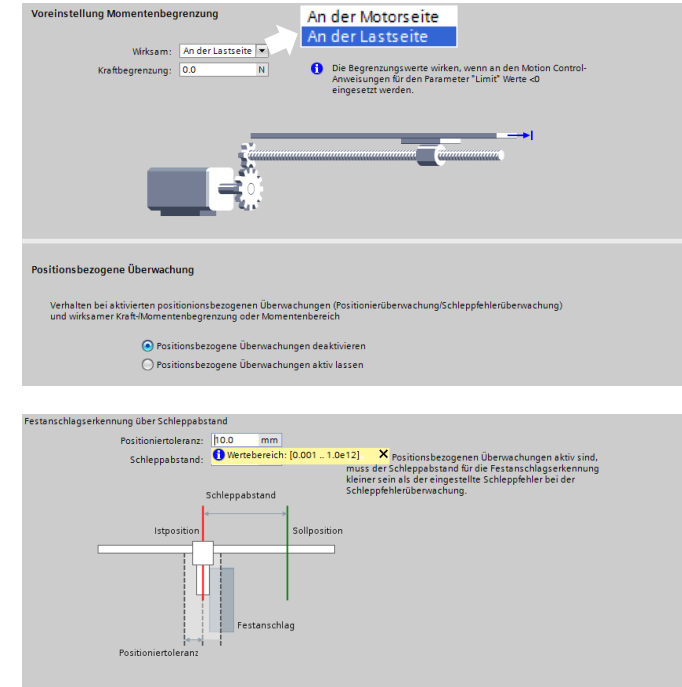 Voreinstellung Momentenbegrenzung
An der Motorseite
An der Lastseite
Wirksam: An der Lastseite
Kraftbegrenzung: 0.0 N
Die Begrenzungswerte wirken, wenn an den Motion Control-
Anweisungen für den Parameter "Limit" Werte <0
eingesetzt werden.
Positionsbezogene Überwachung
Verhalten bei aktivierten positionionsbezogenen Überwachungen (Positionierüberwachung/Schleppfehlerüberwachung)
und wirksamer Kraft-/Momentenbegrenzung oder Momentenbereich
Positionsbezogene Überwachungen deaktivieren
Positionsbezogene Überwachungen aktiv lassen
Festanschlagserkennung über Schleppabstand
Positioniertoleranz: 10.0 mm
Schleppabstand:
Wertebereich: [0.001 .. 1.0e12]
Positionsbezogenen Überwachungen aktiv sind,
muss der Schleppabstand für die Festanschlagserkennung
kleiner sein als der eingestellte Schleppfehler bei der
Schleppfehlerüberwachung.
Schleppabstand
Istposition
Sollposition
Festanschlag
Positioniertoleranz